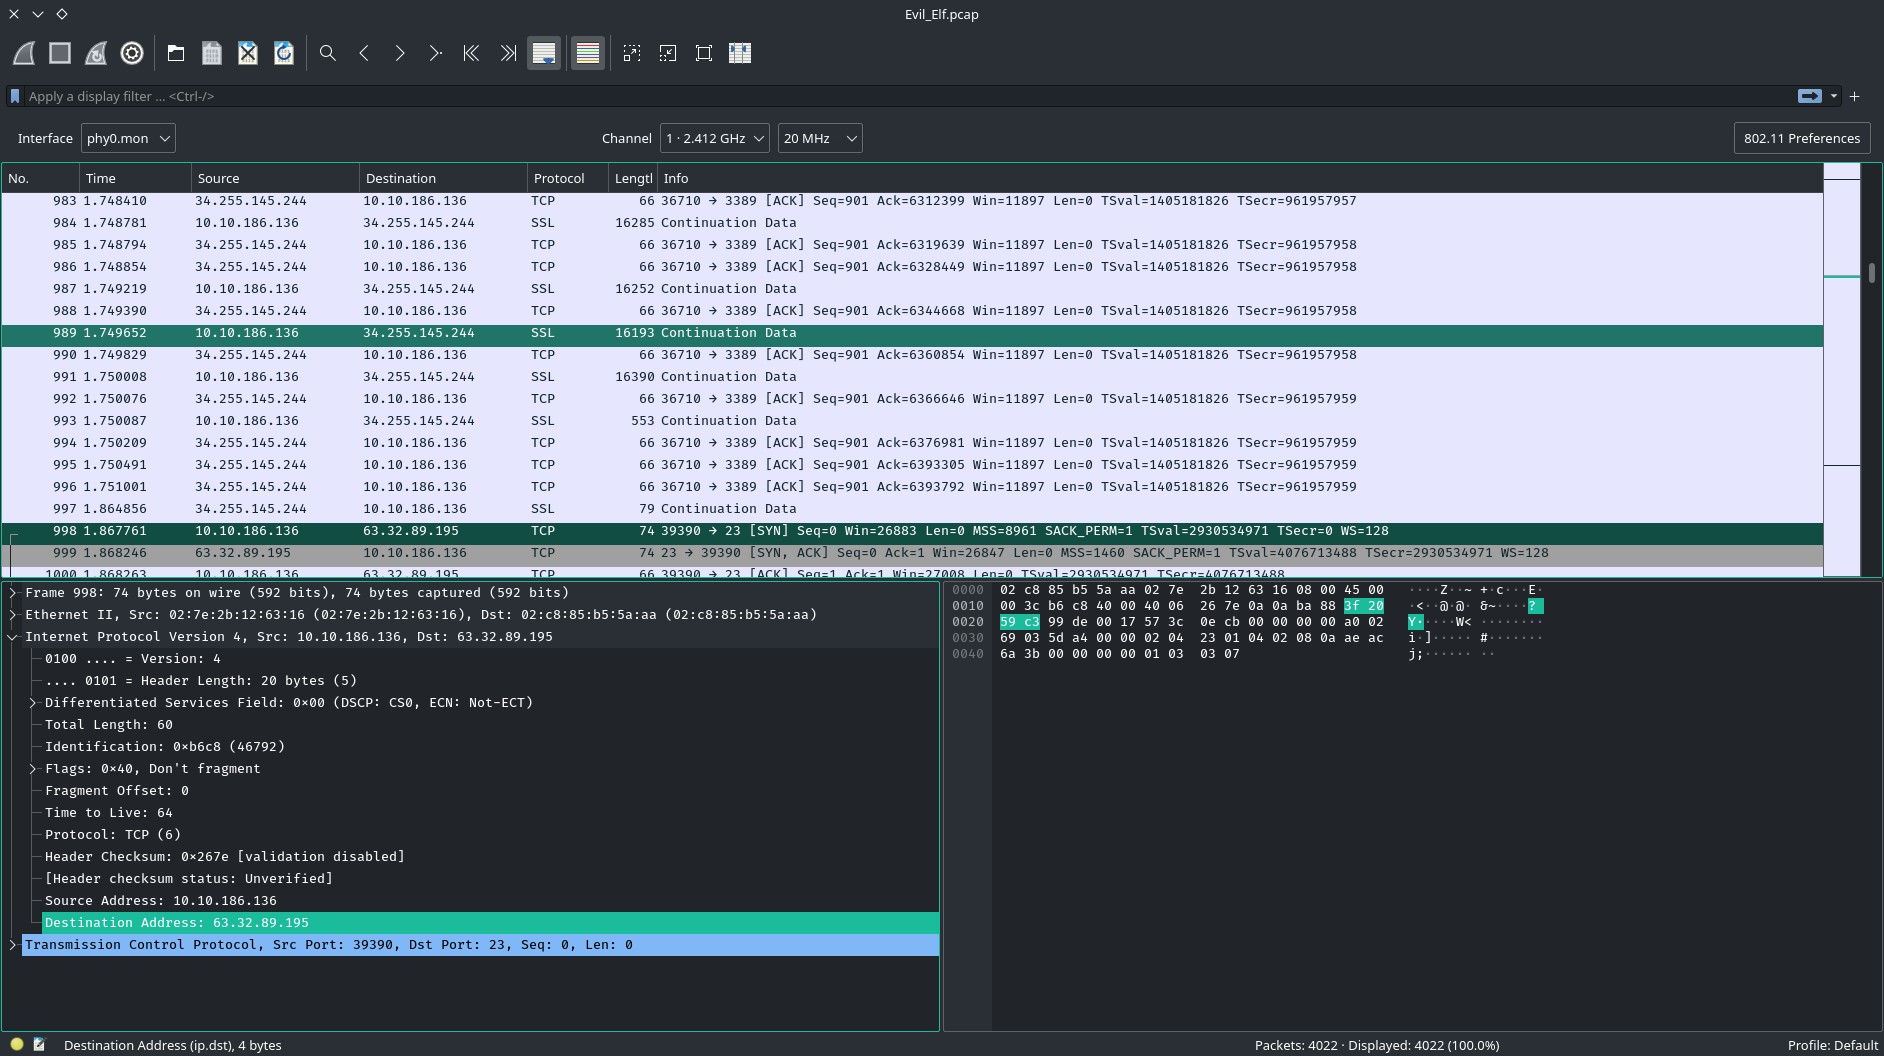 Evil_Elf.pcap
Apply a display filter ... <Ctrl-/>
Interface phy0.mon Channel 1 · 2.412 GHz 20 MHz 802.11 Preferences
No. Time Source Destination Protocol Lengtl Info
983 1.748410 34.255.145.244 10.10.186.136 TCP 66 36710 → 3389 [ACK] Seq=901 Ack=6312399 Win=11897 Len=0 TSval=1405181826 TSecr=961957957
984 1.748781 10.10.186.136 34.255.145.244 SSL 16285 Continuation Data
985 1.748794 34.255.145.244 10.10.186.136 TCP 66 36710 → 3389 [ACK] Seq=901 Ack=6319639 Win=11897 Len=0 TSval=1405181826 TSecr=961957958
986 1.748854 34.255.145.244 10.10.186.136 TCP 66 36710 → 3389 [ACK] Seq=901 Ack=6328449 Win=11897 Len=0 TSval=1405181826 TSecr=961957958
987 1.749219 10.10.186.136 34.255.145.244 SSL 16252 Continuation Data
988 1.749390 34.255.145.244 10.10.186.136 TCP 66 36710 → 3389 [ACK] Seq=901 Ack=6344668 Win=11897 Len=0 TSval=1405181826 TSecr=961957958
989 1.749652 10.10.186.136 34.255.145.244 SSL 16193 Continuation Data
990 1.749829 34.255.145.244 10.10.186.136 TCP 66 36710 → 3389 [ACK] Seq=901 Ack=6360854 Win=11897 Len=0 TSval=1405181826 TSecr=961957958
991 1.750008 10.10.186.136 34.255.145.244 SSL 16390 Continuation Data
992 1.750076 34.255.145.244 10.10.186.136 TCP 66 36710 → 3389 [ACK] Seq=901 Ack=6366646 Win=11897 Len=0 TSval=1405181826 TSecr=961957959
993 1.750087 10.10.186.136 34.255.145.244 SSL 553 Continuation Data
994 1.750209 34.255.145.244 10.10.186.136 TCP 66 36710 → 3389 [ACK] Seq=901 Ack=6376981 Win=11897 Len=0 TSval=1405181826 TSecr=961957959
995 1.750491 34.255.145.244 10.10.186.136 TCP 66 36710 → 3389 [ACK] Seq=901 Ack=6393305 Win=11897 Len=0 TSval=1405181826 TSecr=961957959
996 1.751001 34.255.145.244 10.10.186.136 TCP 66 36710 → 3389 [ACK] Seq=901 Ack=6393792 Win=11897 Len=0 TSval=1405181826 TSecr=961957959
997 1.864856 34.255.145.244 10.10.186.136 SSL 79 Continuation Data
998 1.867761 10.10.186.136 63.32.89.195 TCP 74 39390 → 23 [SYN] Seq=0 Win=26883 Len=0 MSS=8961 SACK_PERM=1 TSval=2930534971 TSecr=0 WS=128
999 1.868246 63.32.89.195 10.10.186.136 TCP 74 23 → 39390 [SYN, ACK] Seq=0 Ack=1 Win=26847 Len=0 MSS=1460 SACK_PERM=1 TSval=4076713488 TSecr=2930534971 WS=128
1000 1.868263 10.10.186.136 63.32.89.195 TCP 66 39390 → 23 [ACK] Seq=1 Ack=1 Win=27008 Len=0 TSval=2930534971 TSecr=4076713488
Frame 998: 74 bytes on wire (592 bits), 74 bytes captured (592 bits)
Ethernet II, Src: 02:7e:2b:12:63:16 (02:7e:2b:12:63:16), Dst: 02:c8:85:b5:5a:aa (02:c8:85:b5:5a:aa)
Internet Protocol Version 4, Src: 10.10.186.136, Dst: 63.32.89.195
0100 .... = Version: 4
.... 0101 = Header Length: 20 bytes (5)
Differentiated Services Field: 0×00 (DSCP: CS0, ECN: Not-ECT)
Total Length: 60
Identification: 0×b6c8 (46792)
Flags: 0×40, Don't fragment
Fragment Offset: 0
Time to Live: 64
Protocol: TCP (6)
Header Checksum: 0×267e [validation disabled]
[Header checksum status: Unverified]
Source Address: 10.10.186.136
Destination Address: 63.32.89.195
Transmission Control Protocol, Src Port: 39390, Dst Port: 23, Seq: 0, Len: 0
0000 02 c8 85 b5 5a aa 02 7e 2b 12 63 16 08 00 45 00 ····Z··~ +·c···E·
0010 00 3c b6 c8 40 00 40 06 26 7e 0a 0a ba 88 3f 20 ·<··@·@· &~····?
0020 59 c3 99 de 00 17 57 3c 0e cb 00 00 00 00 a0 02 Y·····W< ········
0030 69 03 5d a4 00 00 02 04 23 01 04 02 08 0a ae ac i·]····· #·······
0040 6a 3b 00 00 00 00 01 03 03 07 j;······ ··
Destination Address (ip.dst), 4 bytes
Packets: 4022 · Displayed: 4022 (100.0%)
Profile: Default